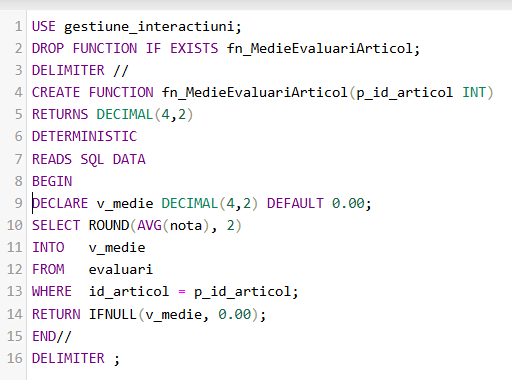 1 USE gestiune_interactiuni;
2 DROP FUNCTION IF EXISTS fn_MedieEvaluariArticol;
3 DELIMITER //
4 CREATE FUNCTION fn_MedieEvaluariArticol(p_id_articol INT)
5 RETURNS DECIMAL(4,2)
6 DETERMINISTIC
7 READS SQL DATA
8 BEGIN
9 DECLARE v_medie DECIMAL(4,2) DEFAULT 0.00;
10 SELECT ROUND(AVG(nota), 2)
11 INTO   v_medie
12 FROM   evaluari
13 WHERE  id_articol = p_id_articol;
14 RETURN IFNULL(v_medie, 0.00);
15 END//
16 DELIMITER ;